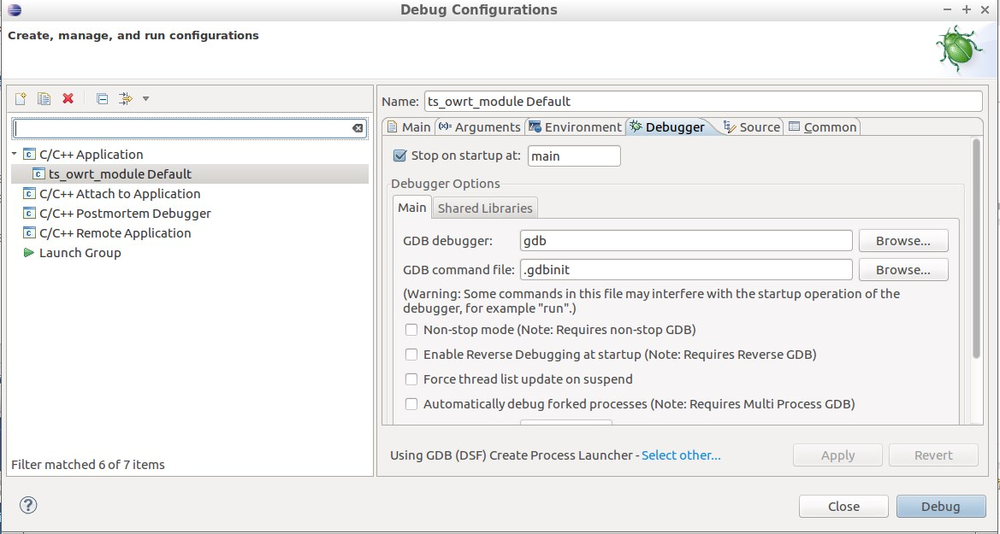 Debug Configurations
Create, manage, and run configurations
C/C++ Application
ts_owrt_module Default
C/C++ Attach to Application
C/C++ Postmortem Debugger
C/C++ Remote Application
Launch Group
Filter matched 6 of 7 items
Name: ts_owrt_module Default
Main Arguments Environment Debugger Source Common
Stop on startup at: main
Debugger Options
Main Shared Libraries
GDB debugger: gdb Browse...
GDB command file: .gdbinit Browse...
(Warning: Some commands in this file may interfere with the startup operation of the
debugger, for example "run".)
Non-stop mode (Note: Requires non-stop GDB)
Enable Reverse Debugging at startup (Note: Requires Reverse GDB)
Force thread list update on suspend
Automatically debug forked processes (Note: Requires Multi Process GDB)
Using GDB (DSF) Create Process Launcher - Select other...
Apply Revert
Close Debug